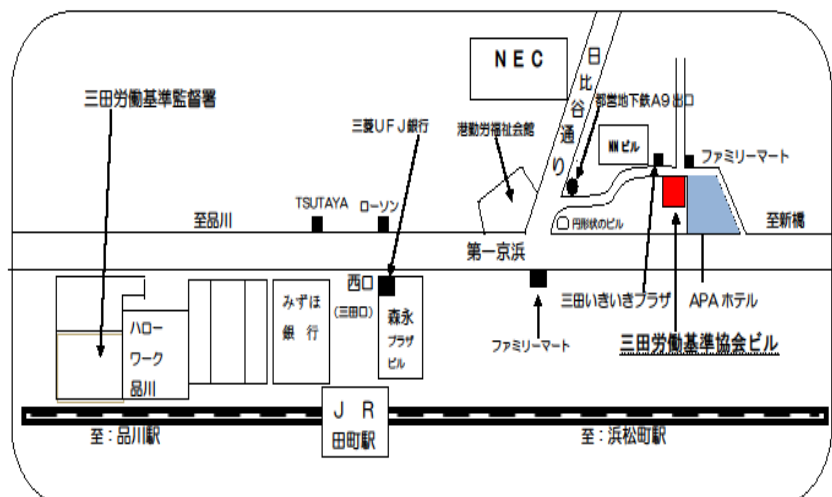 NEC
日比谷通り
三田労働基準監督署
三菱UFJ銀行
港勤労福祉会館
都営地下鉄A9出口
NNビル
ファミリーマート
TSUTAYA
ローソン
至品川
円形状のビル
至新橋
第一京浜
西口
(三田口)
みずほ
銀行
森永
プラザ
ビル
ハロー
ワーク
品川
ファミリーマート
三田いきいきプラザ
APAホテル
三田労働基準協会ビル
JR
田町駅
至:品川駅
至:浜松町駅